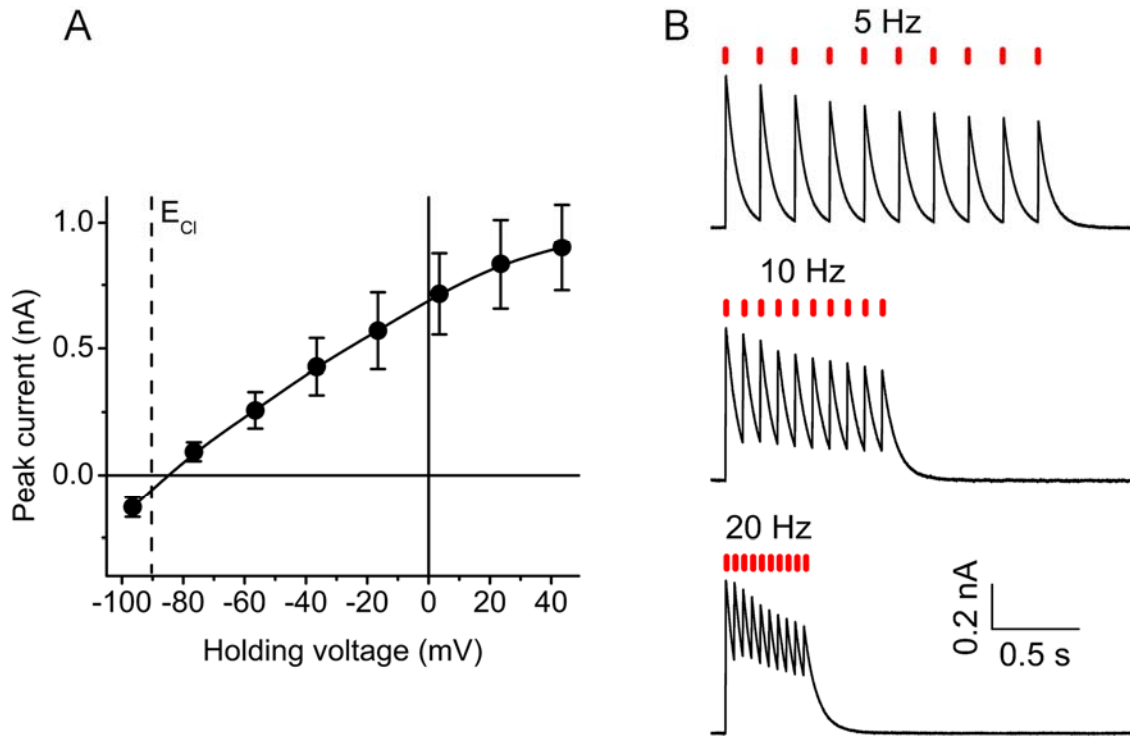 A
Peak current (nA)
1.0
0.5
0.0
E_Cl
-100 -80 -60 -40 -20 0 20 40
Holding voltage (mV)
B
5 Hz
10 Hz
20 Hz
0.2 nA
0.5 s